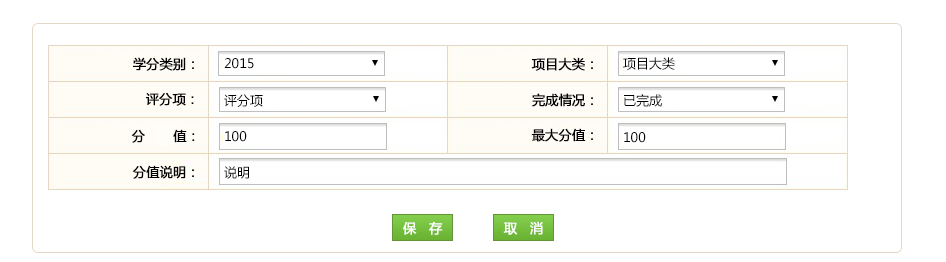 学分类别： 2015 项目大类： 项目大类
评分项： 评分项 完成情况： 已完成
分 值： 100 最大分值： 100
分值说明： 说明
保 存 取 消